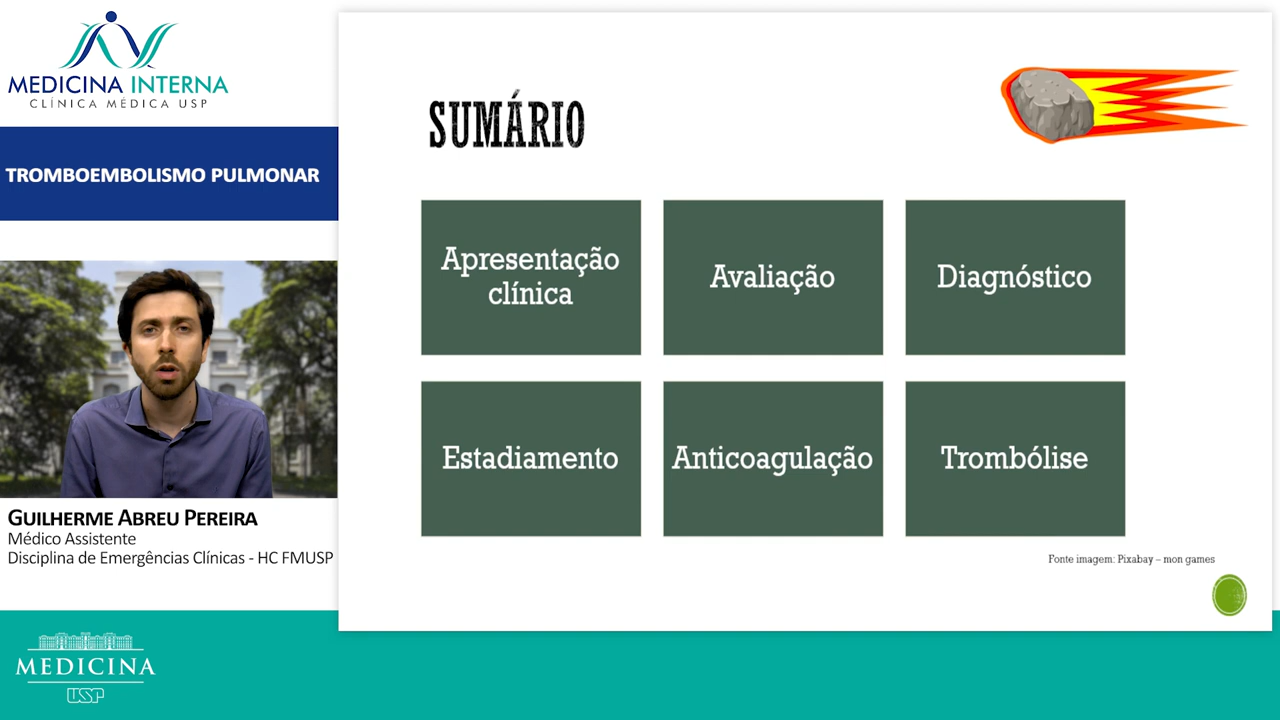 MEDICINA INTERNA
CLÍNICA MÉDICA USP
TROMBOEMBOLISMO PULMONAR
GUILHERME ABREU PEREIRA
Médico Assistente
Disciplina de Emergências Clínicas - HC FMUSP
MEDICINA
USP
SUMÁRIO
Apresentação
clínica
Avaliação
Diagnóstico
Estadiamento
Anticoagulação
Trombólise
Fonte imagem: Pixabay – mon games